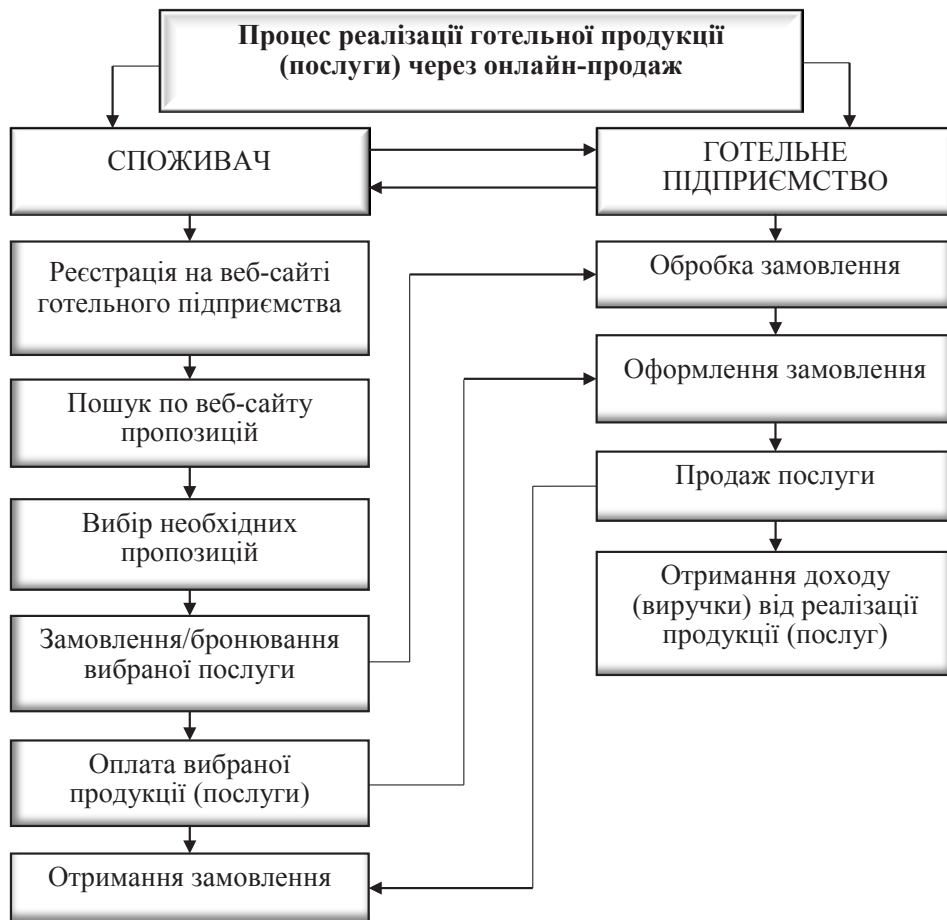 Процес реалізації готельної продукції
(послуги) через онлайн-продаж
СПОЖИВАЧ
ГОТЕЛЬНЕ
ПІДПРИЄМСТВО
Реєстрація на веб-сайті
готельного підприємства
Пошук по веб-сайту
пропозицій
Вибір необхідних
пропозицій
Замовлення/бронювання
вибраної послуги
Оплата вибраної
продукції (послуги)
Отримання замовлення
Обробка замовлення
Оформлення замовлення
Продаж послуги
Отримання доходу
(виручки) від реалізації
продукції (послуг)